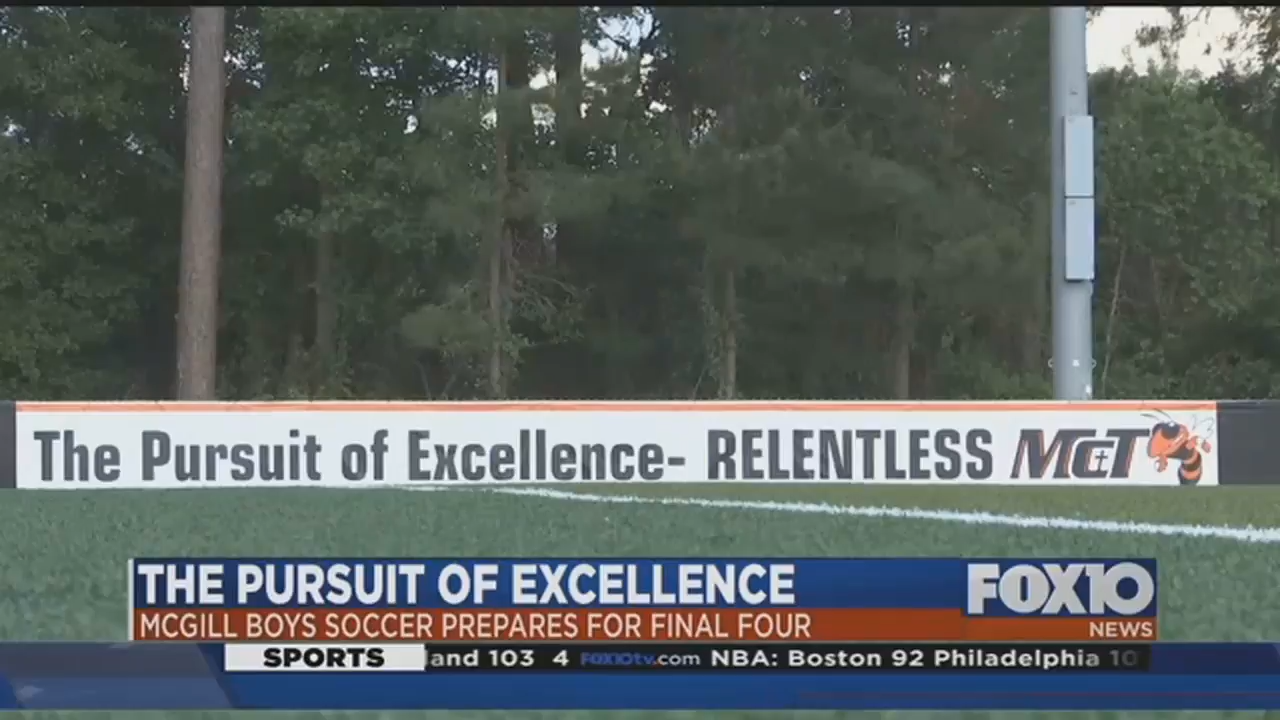 The Pursuit of Excellence- RELENTLESS McT
THE PURSUIT OF EXCELLENCE
FOX10
MCGILL BOYS SOCCER PREPARES FOR FINAL FOUR
NEWS
SPORTS 103 4 FOX10tv.com NBA: Boston 92 Philadelphia